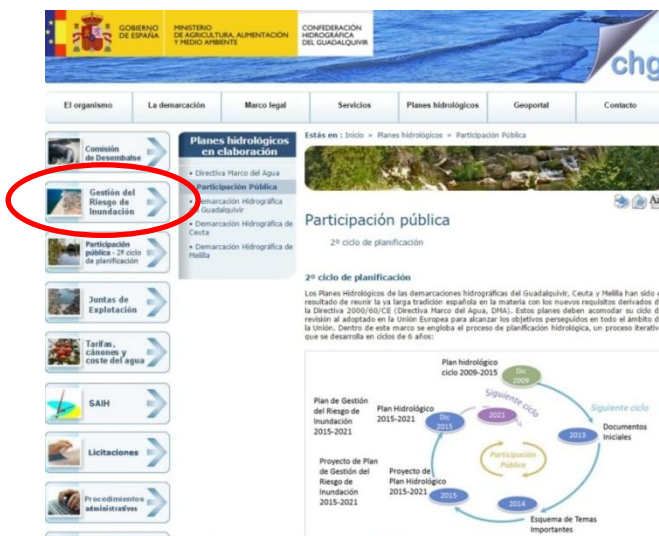 GOBIERNO
DE ESPAÑA
MINISTERIO
DE AGRICULTURA, ALIMENTACIÓN
Y MEDIO AMBIENTE
CONFEDERACIÓN
HIDROGRÁFICA
DEL GUADALQUIVIR
chg
El organismo
La demarcación
Marco legal
Servicios
Planes hidrológicos
Geoportal
Contacto
Comisión
de Desembalse
Gestión del
Riesgo de
Inundación
Participación
pública - 2º ciclo
de planificación
Juntas de
Explotación
Tarifas,
cánones y
coste del agua
SAIH
Licitaciones
Procedimientos
administrativos
Planes hidrológicos
en elaboración
• Directiva Marco del Agua
Participación Pública
• Demarcación Hidrográfica
Guadalquivir
• Demarcación Hidrográfica de
Ceuta
• Demarcación Hidrográfica de
Melilla
Estás en : Inicio » Planes hidrológicos » Participación Pública
Participación pública
2º ciclo de planificación
2º ciclo de planificación
Los Planes Hidrológicos de las demarcaciones hidrográficas del Guadalquivir, Ceuta y Melilla han sido e
resultado de reunir la ya larga tradición española en la materia con los nuevos requisitos derivados d
la Directiva 2000/60/CE (Directiva Marco del Agua, DMA). Estos planes deben acomodar su ciclo d
revisión al adoptado en la Unión Europea para alcanzar los objetivos perseguidos en todo el ámbito d
la Unión. Dentro de este marco se engloba el proceso de planificación hidrológica, un proceso iterativ
que se desarrolla en ciclos de 6 años:
Plan hidrológico
ciclo 2009-2015
Dic
2009
Siguiente ciclo
2021
Siguiente ciclo
Plan de Gestión
del Riesgo de
Inundación
2015-2021
Plan Hidrológico
2015-2021
Dic
2015
2013
Documentos
Iniciales
Participación
Pública
Proyecto de Plan
de Gestión del
Riesgo de
Inundación
2015-2021
Proyecto de
Plan Hidrológico
2015-2021
2015
2014
Esquema de Temas
Importantes